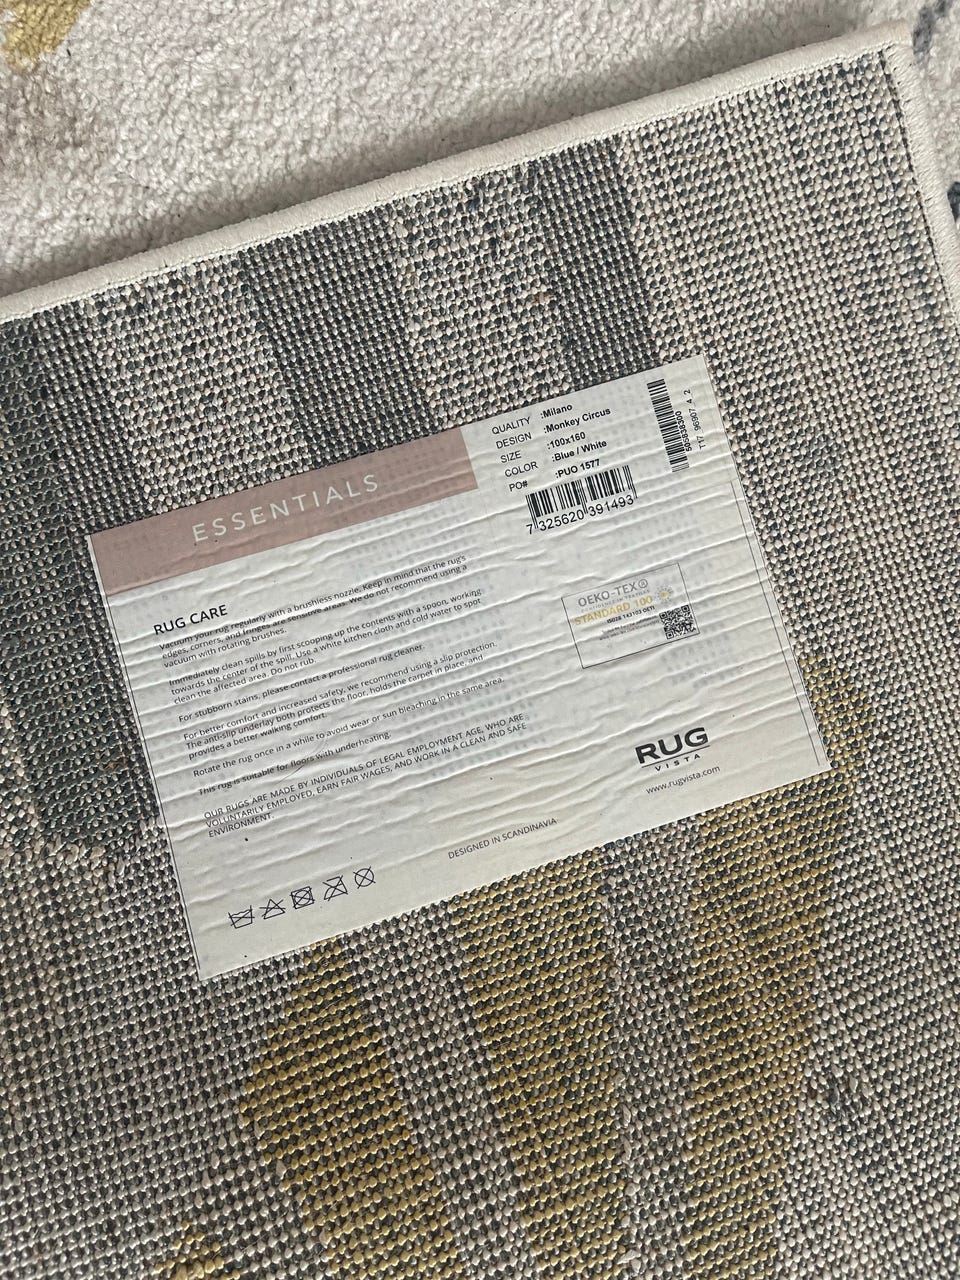 ESSENTIALS
QUALITY :Milano
DESIGN :Monkey Circus
SIZE :100x160
COLOR :Blue / White
PO# :PUO 1577
7 325620 391493
TTT 96907 4 2
RUG CARE
Vacuum your rug regularly with a brushless nozzle. Keep in mind that the rug's
edges, corners, and fringes are sensitive areas. We do not recommend using a
vacuum with rotating brushes.
Immediately clean spills by first scooping up the contents with a spoon, working
towards the center of the spill. Use a white kitchen cloth and cold water to spot
clean the affected area. Do not rub.
For stubborn stains, please contact a professional rug cleaner.
For better comfort and increased safety, we recommend using a slip protection.
The anti-slip underlay both protects the floor, holds the carpet in place, and
provides a better walking comfort.
Rotate the rug once in a while to avoid wear or sun bleaching in the same area.
This rug is suitable for floors with underheating.
OUR RUGS ARE MADE BY INDIVIDUALS OF LEGAL EMPLOYMENT AGE, WHO ARE
VOLUNTARILY EMPLOYED, EARN FAIR WAGES, AND WORK IN A CLEAN AND SAFE
ENVIRONMENT.
OEKO-TEX®
CONFIDENCE IN TEXTILES
STANDARD 100
RUG
VISTA
www.rugvista.com
DESIGNED IN SCANDINAVIA